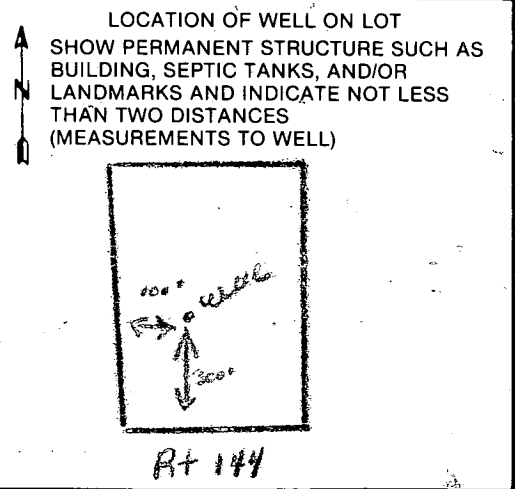 LOCATION OF WELL ON LOT
SHOW PERMANENT STRUCTURE SUCH AS
BUILDING, SEPTIC TANKS, AND/OR
N LANDMARKS AND INDICATE NOT LESS
THAN TWO DISTANCES
(MEASUREMENTS TO WELL)
well
100'
300'
Rt 144